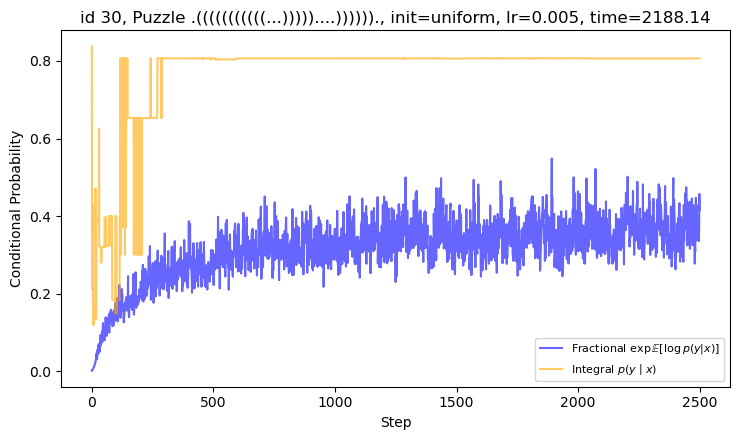 id 30, Puzzle .(((((((((((...)))))....))))))., init=uniform, lr=0.005, time=2188.14
Conditional Probability
0.8
0.6
0.4
0.2
0.0
0 500 1000 1500 2000 2500
Step
Fractional exp 𝔼[log p(y|x)]
Integral p(y | x)